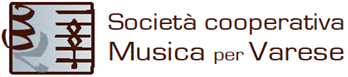 Società cooperativa
Musica per Varese